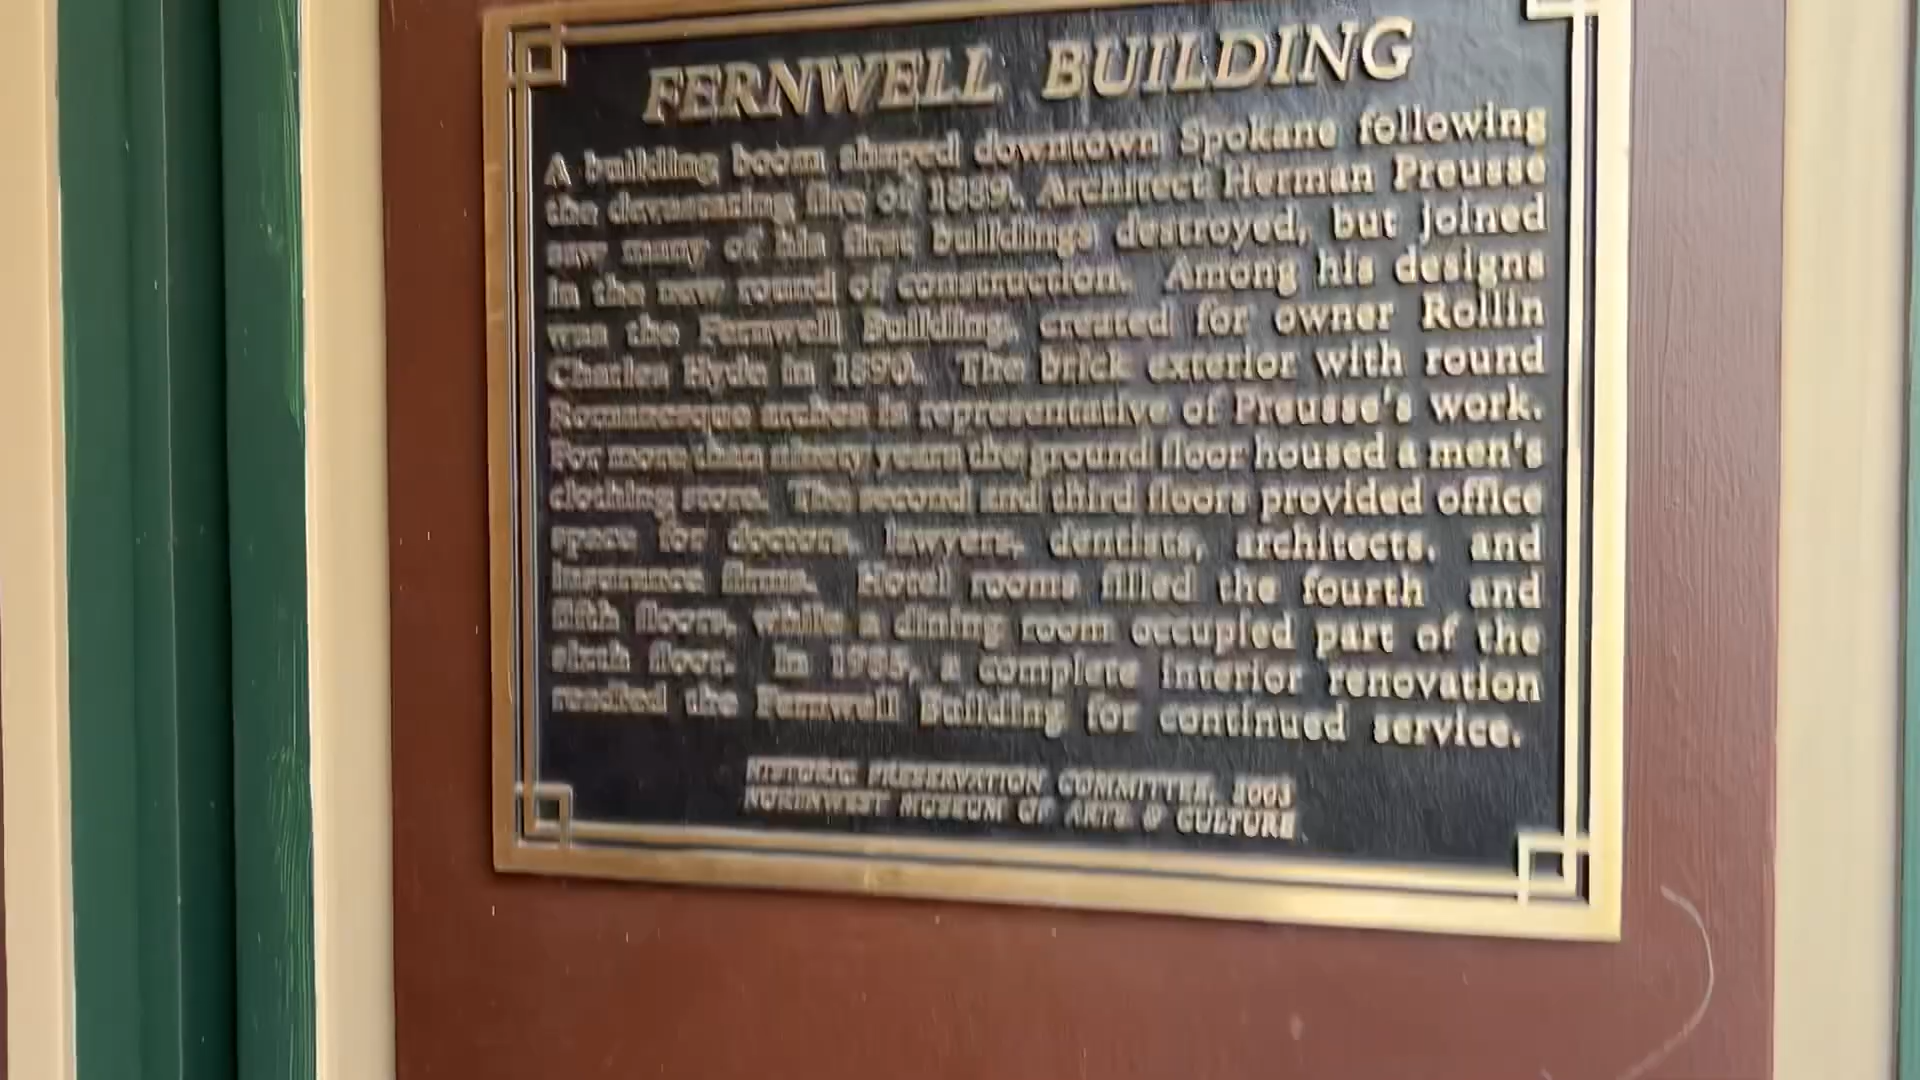 FERNWELL BUILDING
A building boom shaped downtown Spokane following
the devastating fire of 1889. Architect Herman Preusse
saw many of his first buildings destroyed, but joined
in the new round of construction. Among his designs
was the Fernwell Building, created for owner Rollin
Charles Hyde in 1890. The brick exterior with round
Romanesque arches is representative of Preusse's work.
For more than ninety years the ground floor housed a men's
clothing store. The second and third floors provided office
space for doctors, lawyers, dentists, architects, and
insurance firms. Hotel rooms filled the fourth and
fifth floors, while a dining room occupied part of the
sixth floor. In a complete interior renovation
readied the Fernwell Building for continued service.
HISTORIC PRESERVATION COMMITTEE, 2003
NORTHWEST MUSEUM OF ARTS & CULTURE